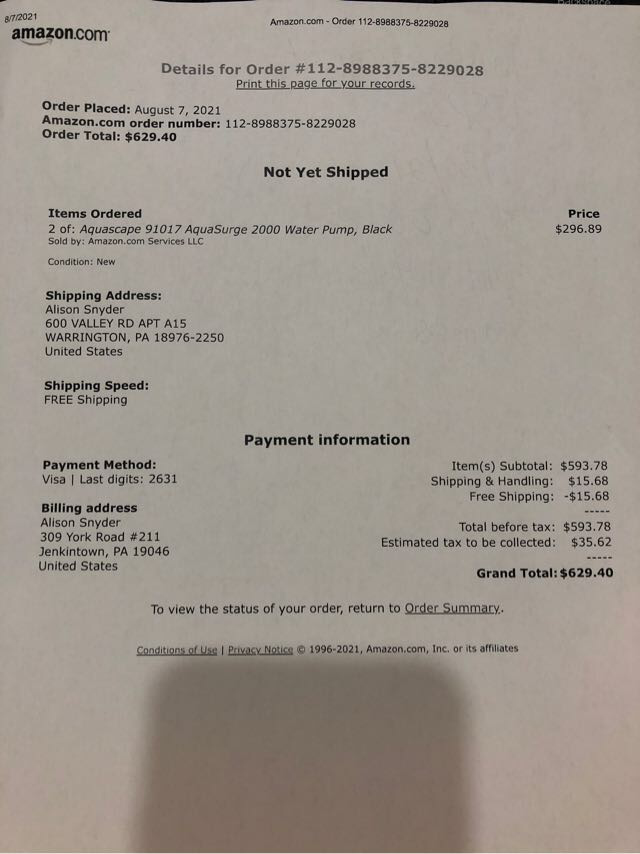 8/7/2021
Amazon.com - Order 112-8988375-8229028
amazon.com
Details for Order #112-8988375-8229028
Print this page for your records.
Order Placed: August 7, 2021
Amazon.com order number: 112-8988375-8229028
Order Total: $629.40
Not Yet Shipped
Items Ordered Price
2 of: Aquascape 91017 AquaSurge 2000 Water Pump, Black $296.89
Sold by: Amazon.com Services LLC
Condition: New
Shipping Address:
Alison Snyder
600 VALLEY RD APT A15
WARRINGTON, PA 18976-2250
United States
Shipping Speed:
FREE Shipping
Payment information
Payment Method:
Visa | Last digits: 2631
Billing address
Alison Snyder
309 York Road #211
Jenkintown, PA 19046
United States
Item(s) Subtotal: $593.78
Shipping & Handling: $15.68
Free Shipping: -$15.68
-----
Total before tax: $593.78
Estimated tax to be collected: $35.62
-----
Grand Total: $629.40
To view the status of your order, return to Order Summary.
Conditions of Use | Privacy Notice © 1996-2021, Amazon.com, Inc. or its affiliates